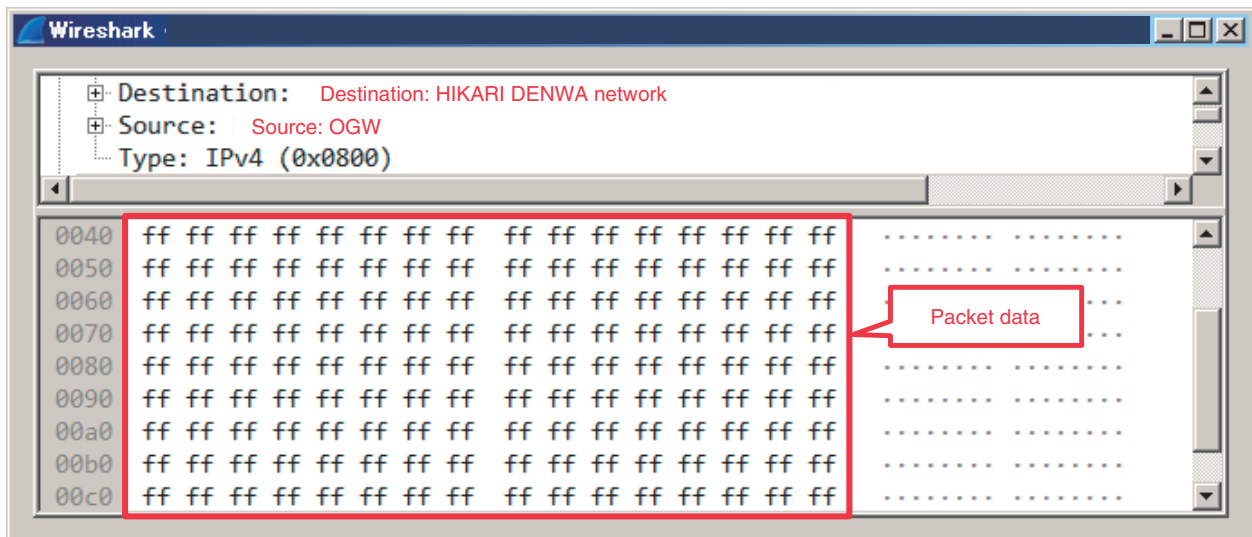 Wireshark
Destination: Destination: HIKARI DENWA network
Source: Source: OGW
Type: IPv4 (0x0800)
0040 ff ff ff ff ff ff ff ff ff ff ff ff ff ff ff ff ........ ........
0050 ff ff ff ff ff ff ff ff ff ff ff ff ff ff ff ff ........ ........
0060 ff ff ff ff ff ff ff ff ff ff ff ff ff ff ff ff . ...
Packet data
0070 ff ff ff ff ff ff ff ff ff ff ff ff ff ff ff ff . ...
0080 ff ff ff ff ff ff ff ff ff ff ff ff ff ff ff ff ........ ........
0090 ff ff ff ff ff ff ff ff ff ff ff ff ff ff ff ff ........ ........
00a0 ff ff ff ff ff ff ff ff ff ff ff ff ff ff ff ff ........ ........
00b0 ff ff ff ff ff ff ff ff ff ff ff ff ff ff ff ff ........ ........
00c0 ff ff ff ff ff ff ff ff ff ff ff ff ff ff ff ff ........ ........